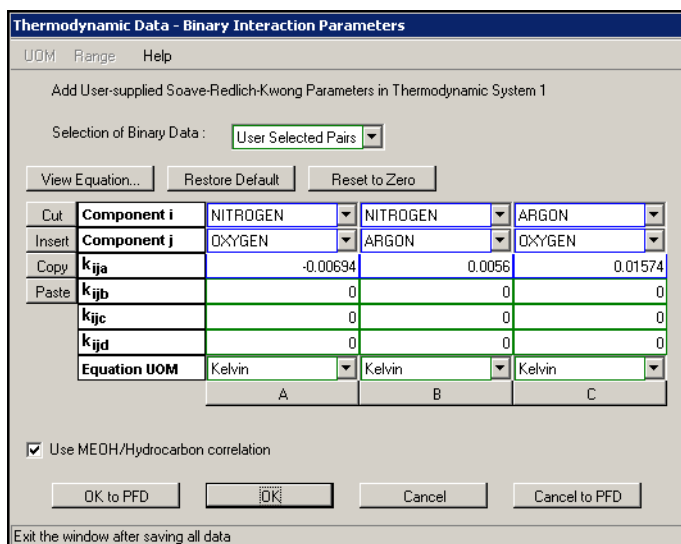 Thermodynamic Data - Binary Interaction Parameters
UOM Range Help
Add User-supplied Soave-Redlich-Kwong Parameters in Thermodynamic System 1
Selection of Binary Data : User Selected Pairs
View Equation... Restore Default Reset to Zero
Cut Component i NITROGEN NITROGEN ARGON
Insert Component j OXYGEN ARGON OXYGEN
Copy kija -0.00694 0.0056 0.01574
Paste kijb 0 0 0
kijc 0 0 0
kijd 0 0 0
Equation UOM Kelvin Kelvin Kelvin
A B C
Use MEOH/Hydrocarbon correlation
OK to PFD OK Cancel Cancel to PFD
Exit the window after saving all data